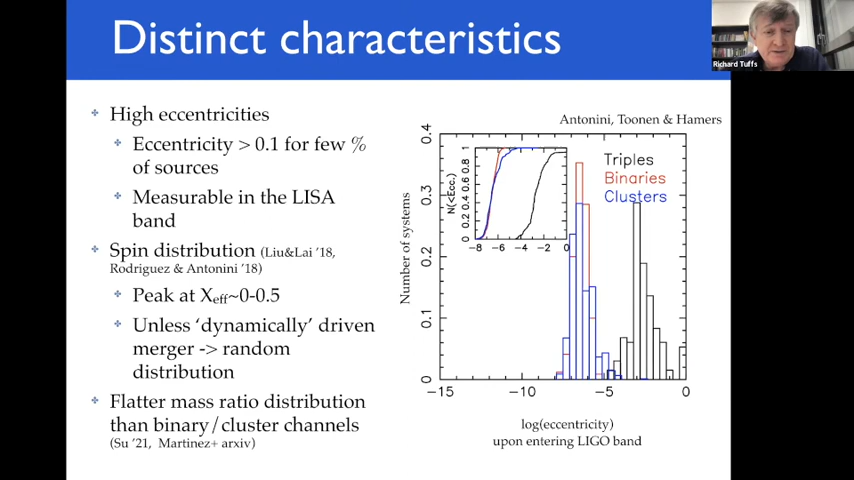 Distinct characteristics
Richard Tuffs
High eccentricities
Eccentricity > 0.1 for few %
of sources
Measurable in the LISA
band
Spin distribution (Liu&Lai '18,
Rodriguez & Antonini '18)
Peak at Xeff~0-0.5
Unless 'dynamically' driven
merger -> random
distribution
Flatter mass ratio distribution
than binary/cluster channels
(Su '21, Martinez+ arxiv)
Antonini, Toonen & Hamers
Number of systems
0.4
0.3
0.2
0.1
0
N(<Ecc.)
1
0.8
0.6
0.4
0.2
0
−8 −6 −4 −2 0
Triples
Binaries
Clusters
−15 −10 −5 0
log(eccentricity)
upon entering LIGO band